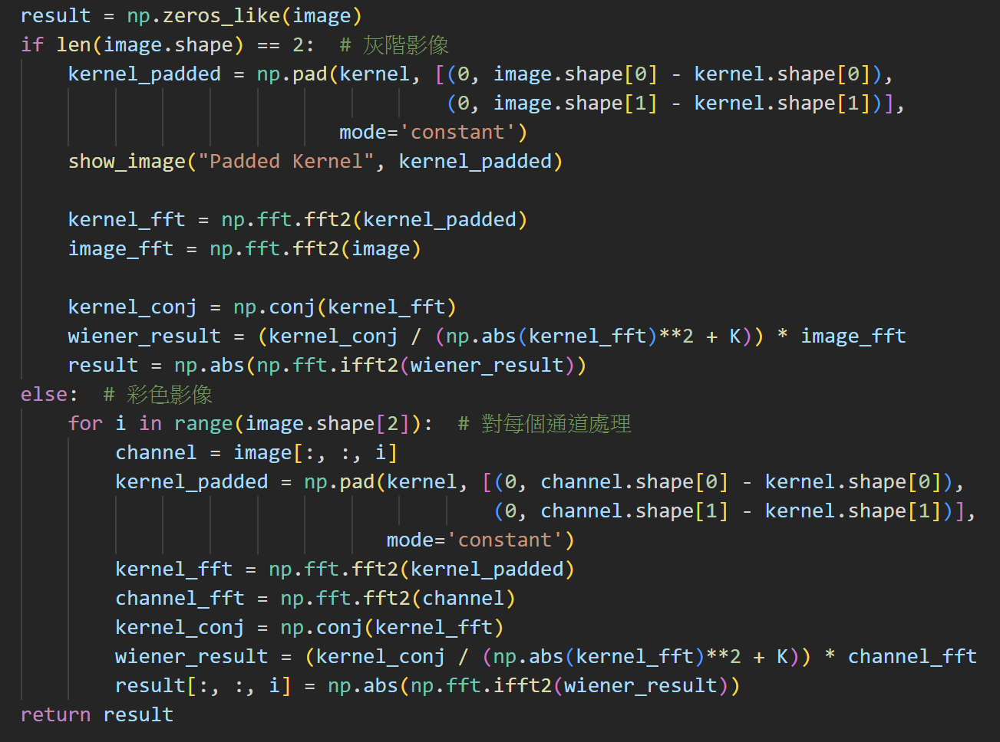 result = np.zeros_like(image)
if len(image.shape) == 2:  # 灰階影像
    kernel_padded = np.pad(kernel, [(0, image.shape[0] - kernel.shape[0]),
                                    (0, image.shape[1] - kernel.shape[1])],
                           mode='constant')
    show_image("Padded Kernel", kernel_padded)

    kernel_fft = np.fft.fft2(kernel_padded)
    image_fft = np.fft.fft2(image)

    kernel_conj = np.conj(kernel_fft)
    wiener_result = (kernel_conj / (np.abs(kernel_fft)**2 + K)) * image_fft
    result = np.abs(np.fft.ifft2(wiener_result))
else:  # 彩色影像
    for i in range(image.shape[2]):  # 對每個通道處理
        channel = image[:, :, i]
        kernel_padded = np.pad(kernel, [(0, channel.shape[0] - kernel.shape[0]),
                                        (0, channel.shape[1] - kernel.shape[1])],
                               mode='constant')
        kernel_fft = np.fft.fft2(kernel_padded)
        channel_fft = np.fft.fft2(channel)
        kernel_conj = np.conj(kernel_fft)
        wiener_result = (kernel_conj / (np.abs(kernel_fft)**2 + K)) * channel_fft
        result[:, :, i] = np.abs(np.fft.ifft2(wiener_result))
return result